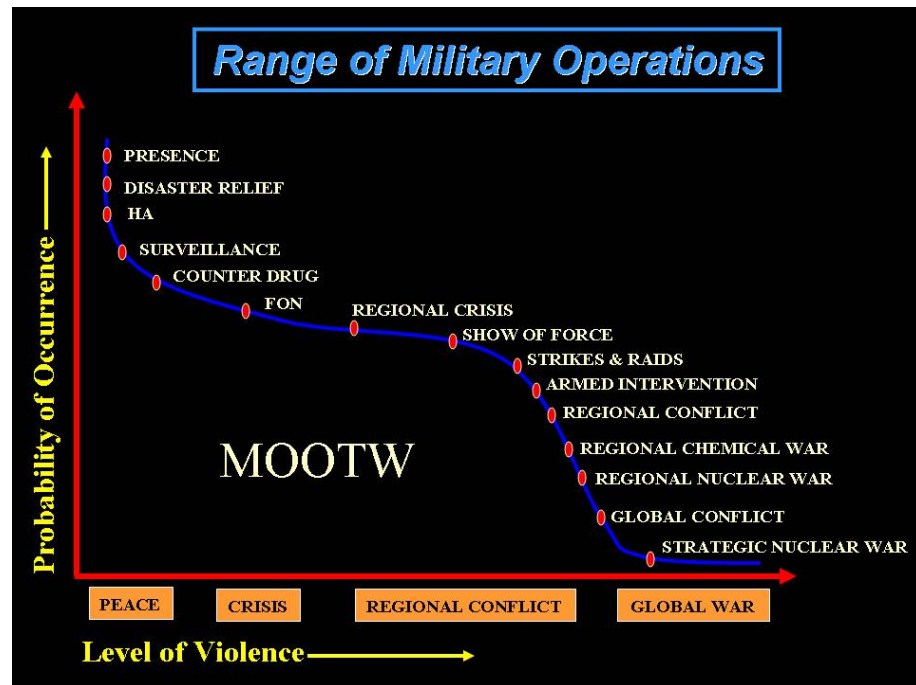 Range of Military Operations
Probability of Occurrence
PRESENCE
DISASTER RELIEF
HA
SURVEILLANCE
COUNTER DRUG
FON
REGIONAL CRISIS
SHOW OF FORCE
STRIKES & RAIDS
ARMED INTERVENTION
REGIONAL CONFLICT
REGIONAL CHEMICAL WAR
REGIONAL NUCLEAR WAR
GLOBAL CONFLICT
STRATEGIC NUCLEAR WAR
MOOTW
PEACE
CRISIS
REGIONAL CONFLICT
GLOBAL WAR
Level of Violence